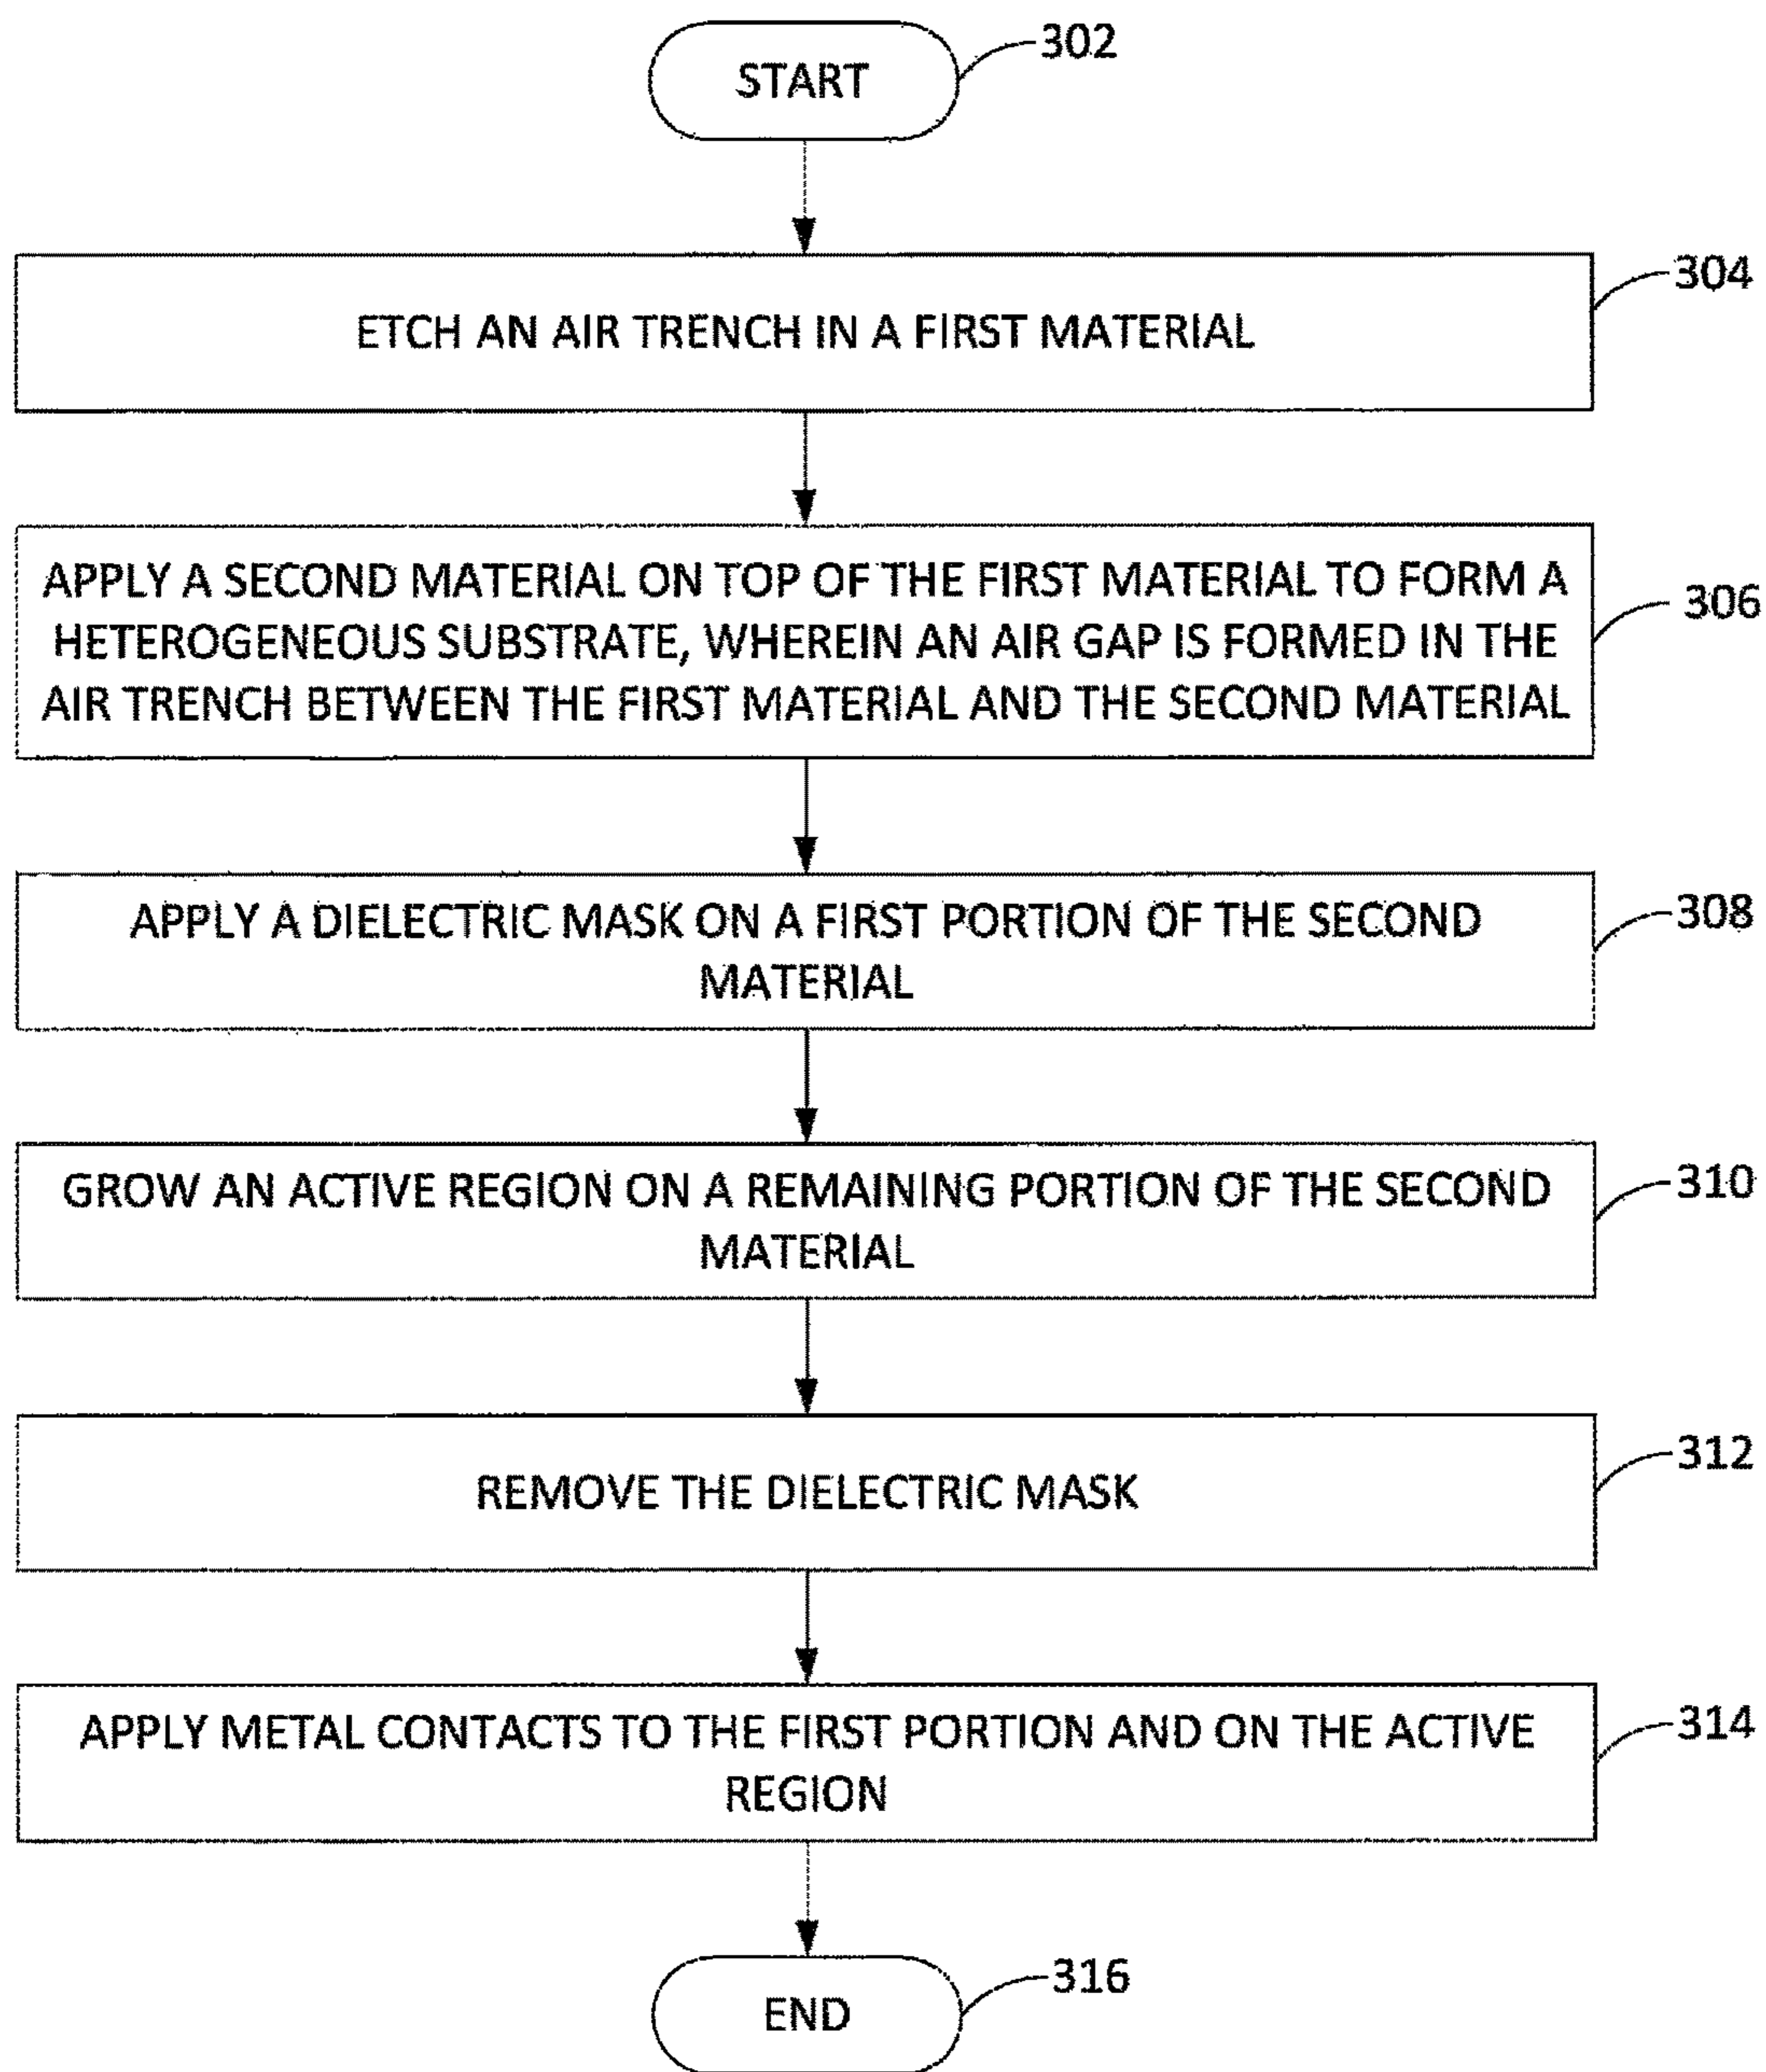 START
302
304
ETCH AN AIR TRENCH IN A FIRST MATERIAL
APPLY A SECOND MATERIAL ON TOP OF THE FIRST MATERIAL TO FORM A
HETEROGENEOUS SUBSTRATE, WHEREIN AN AIR GAP IS FORMED IN THE
AIR TRENCH BETWEEN THE FIRST MATERIAL AND THE SECOND MATERIAL
306
APPLY A DIELECTRIC MASK ON A FIRST PORTION OF THE SECOND
MATERIAL
308
GROW AN ACTIVE REGION ON A REMAINING PORTION OF THE SECOND
MATERIAL
310
REMOVE THE DIELECTRIC MASK
312
APPLY METAL CONTACTS TO THE FIRST PORTION AND ON THE ACTIVE
REGION
314
END
316